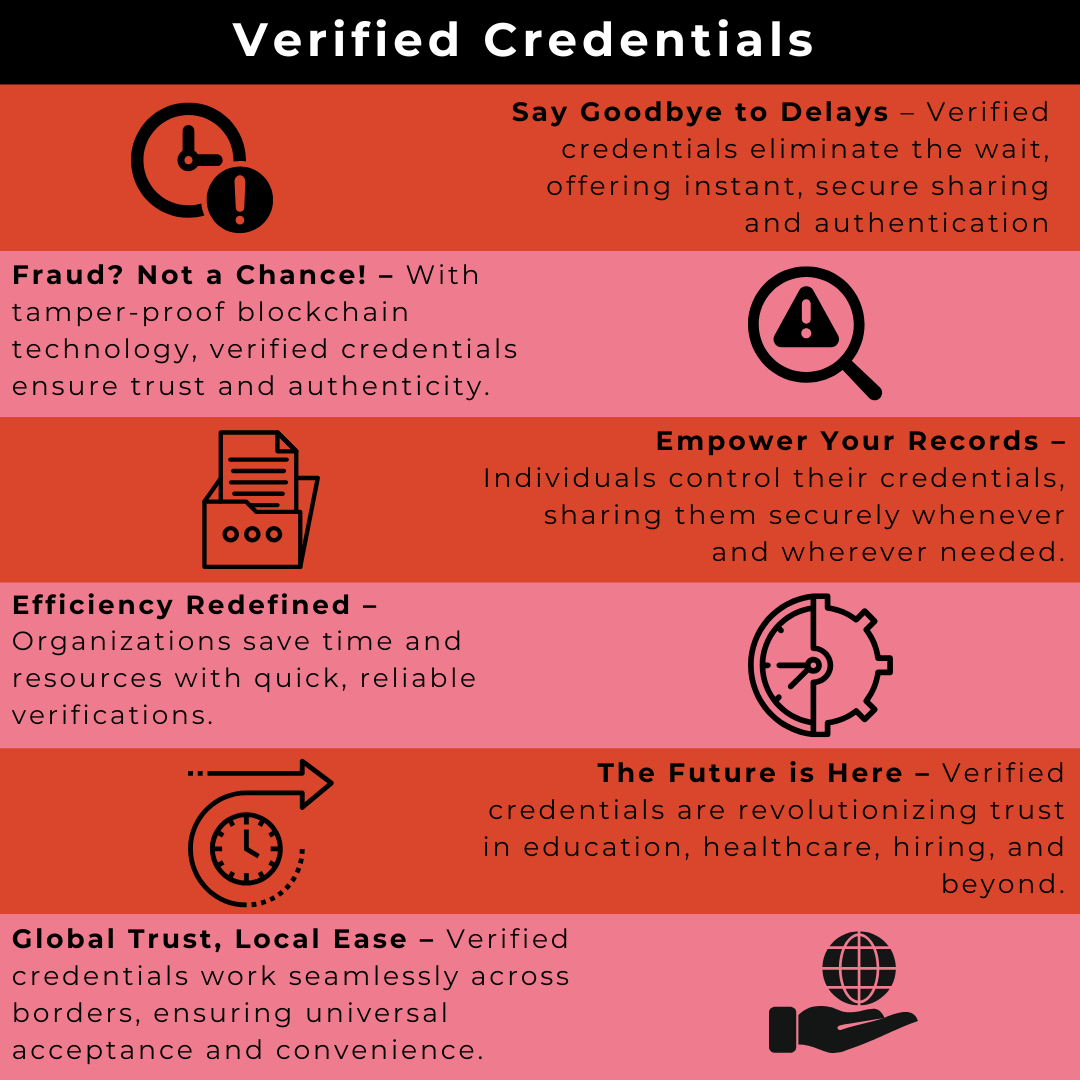 Verified Credentials
Say Goodbye to Delays – Verified
credentials eliminate the wait,
offering instant, secure sharing
and authentication
Fraud? Not a Chance! – With
tamper-proof blockchain
technology, verified credentials
ensure trust and authenticity.
Empower Your Records –
Individuals control their credentials,
sharing them securely whenever
and wherever needed.
Efficiency Redefined –
Organizations save time and
resources with quick, reliable
verifications.
The Future is Here – Verified
credentials are revolutionizing trust
in education, healthcare, hiring, and
beyond.
Global Trust, Local Ease – Verified
credentials work seamlessly across
borders, ensuring universal
acceptance and convenience.